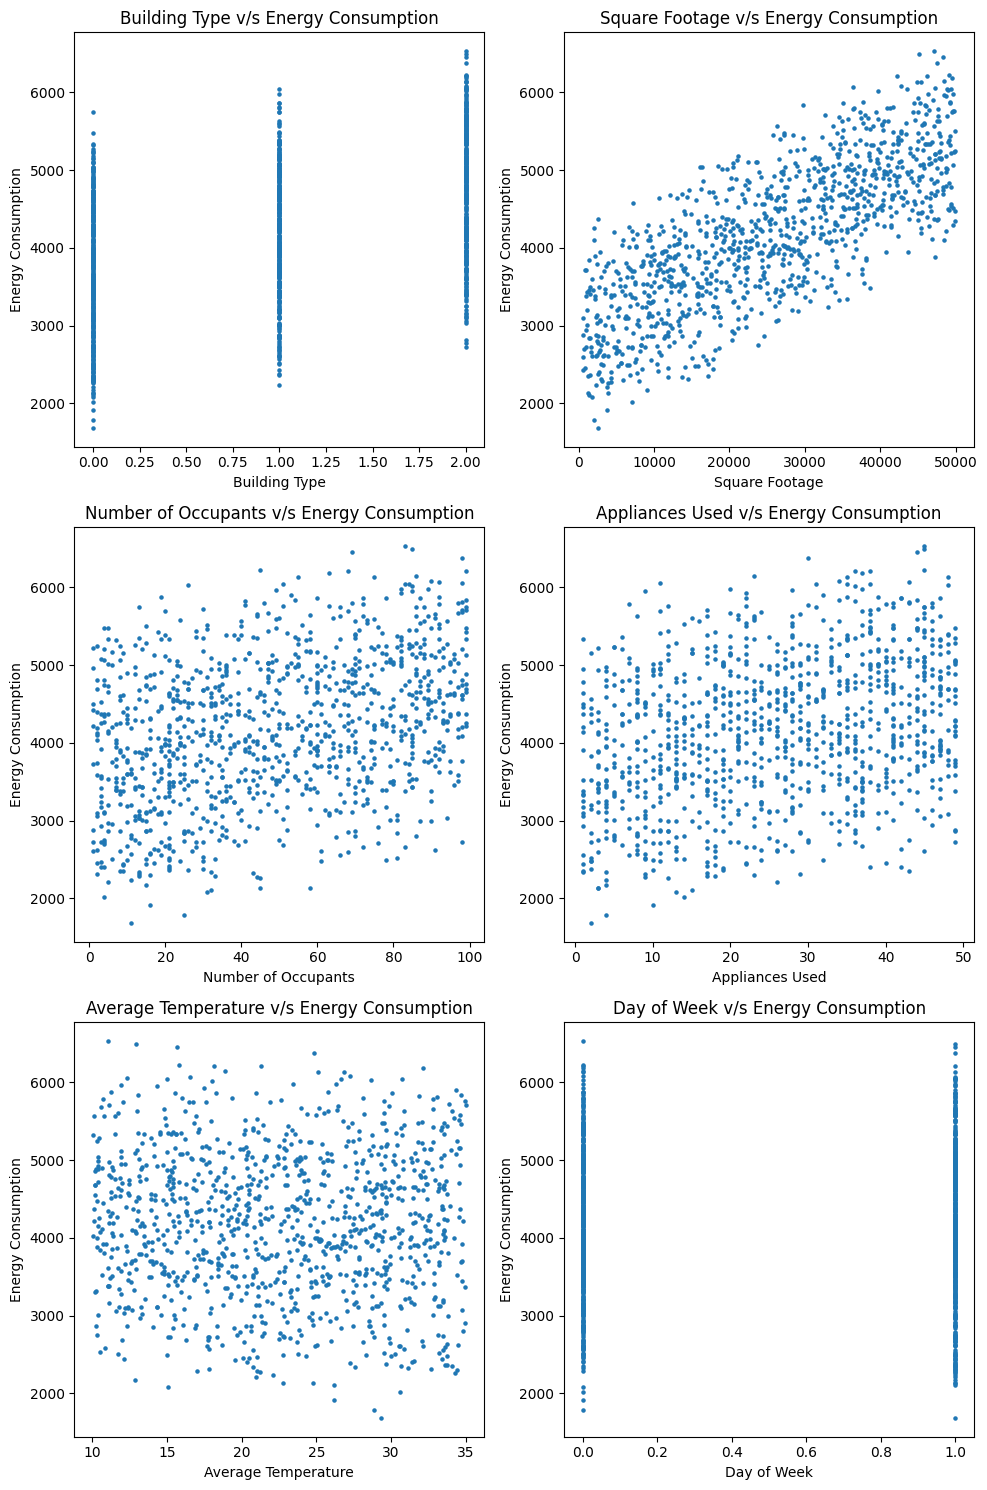 Building Type v/s Energy Consumption
Energy Consumption
6000
5000
4000
3000
2000
0.00 0.25 0.50 0.75 1.00 1.25 1.50 1.75 2.00
Building Type
Square Footage v/s Energy Consumption
Energy Consumption
6000
5000
4000
3000
2000
0 10000 20000 30000 40000 50000
Square Footage
Number of Occupants v/s Energy Consumption
Energy Consumption
6000
5000
4000
3000
2000
0 20 40 60 80 100
Number of Occupants
Appliances Used v/s Energy Consumption
Energy Consumption
6000
5000
4000
3000
2000
0 10 20 30 40 50
Appliances Used
Average Temperature v/s Energy Consumption
Energy Consumption
6000
5000
4000
3000
2000
10 15 20 25 30 35
Average Temperature
Day of Week v/s Energy Consumption
Energy Consumption
6000
5000
4000
3000
2000
0.0 0.2 0.4 0.6 0.8 1.0
Day of Week